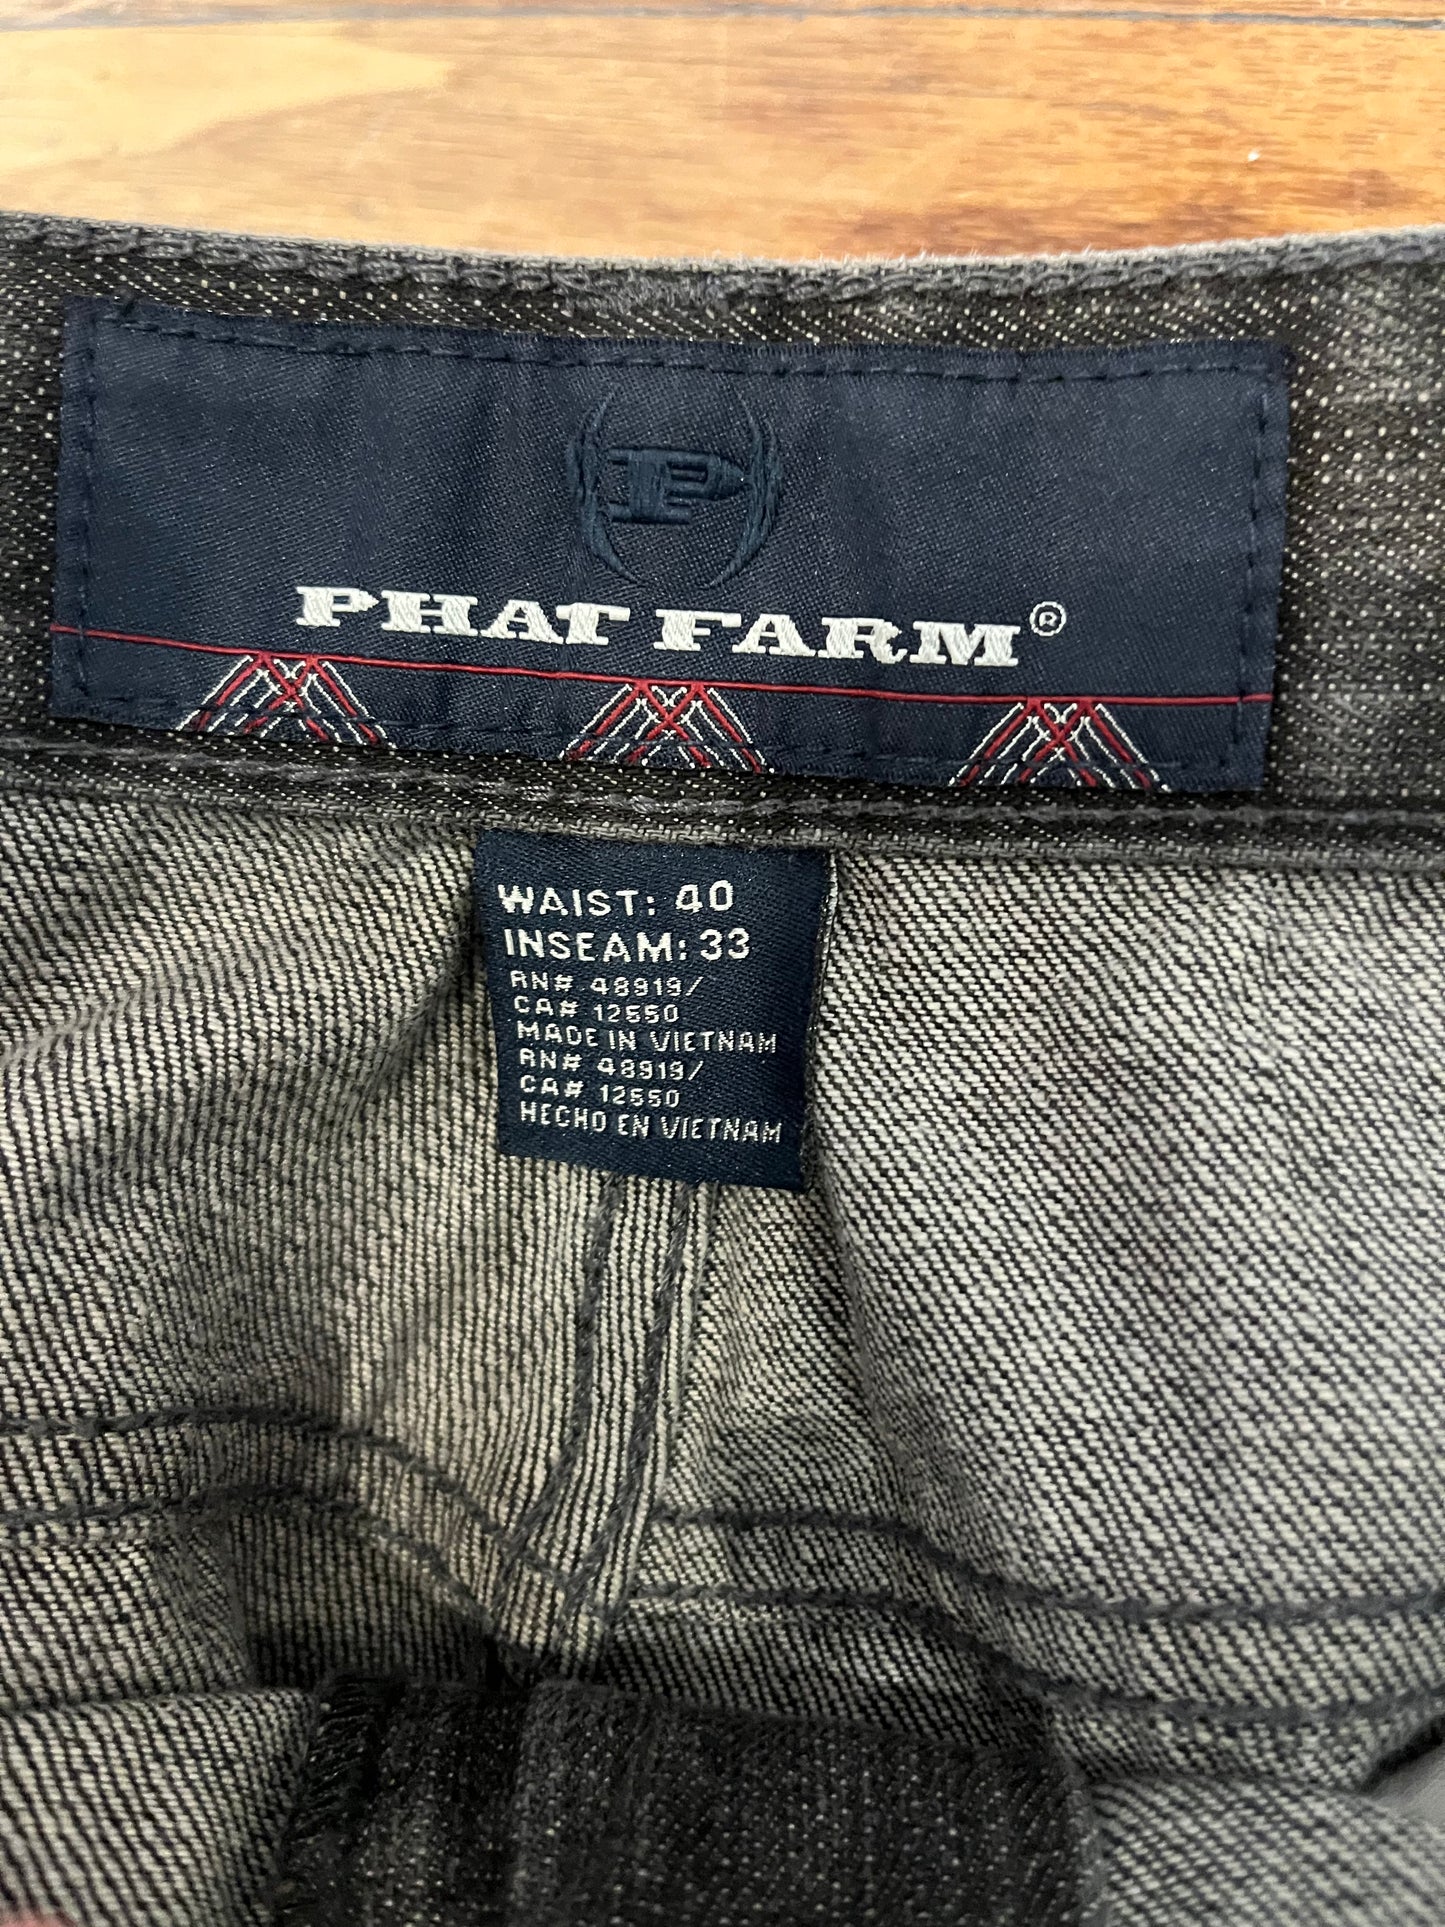 P
PHAT FARM®
WAIST: 40
INSEAM: 33
RN# 48919/
CA# 12550
MADE IN VIETNAM
RN# 48919/
CA# 12550
HECHO EN VIETNAM